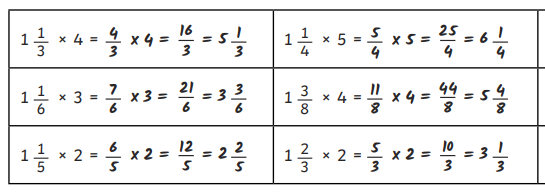 1 1/3 × 4 = 4/3 x 4 = 16/3 = 5 1/3
1 1/4 × 5 = 5/4 x 5 = 25/4 = 6 1/4
1 1/6 × 3 = 7/6 x 3 = 21/6 = 3 3/6
1 3/8 × 4 = 11/8 x 4 = 44/8 = 5 4/8
1 1/5 × 2 = 6/5 x 2 = 12/5 = 2 2/5
1 2/3 × 2 = 5/3 x 2 = 10/3 = 3 1/3